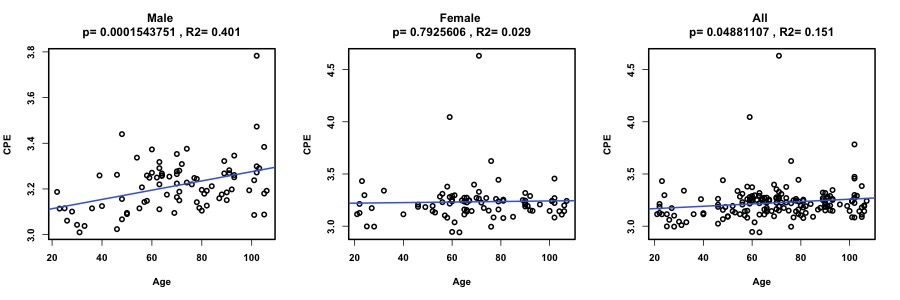 Male
p= 0.0001543751 , R2= 0.401
CPE
3.8
3.6
3.4
3.2
3.0
20 40 60 80 100
Age
Female
p= 0.7925606 , R2= 0.029
CPE
4.5
4.0
3.5
3.0
20 40 60 80 100
Age
All
p= 0.04881107 , R2= 0.151
CPE
4.5
4.0
3.5
3.0
20 40 60 80 100
Age